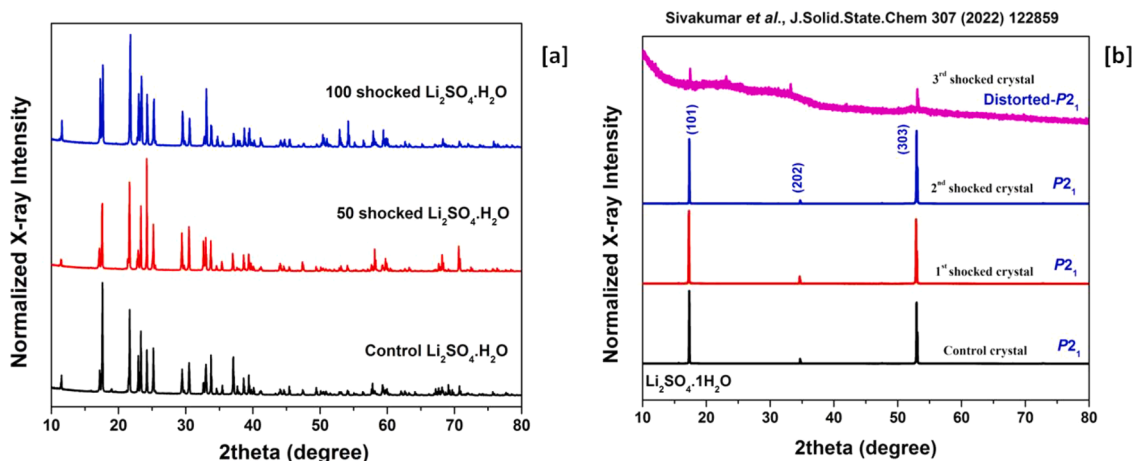 [a]
Normalized X-ray Intensity
100 shocked Li₂SO₄.H₂O
50 shocked Li₂SO₄.H₂O
Control Li₂SO₄.H₂O
10 20 30 40 50 60 70 80
2theta (degree)
Sivakumar et al., J.Solid.State.Chem 307 (2022) 122859
[b]
Normalized X-ray Intensity
3rd shocked crystal
Distorted-P2₁
(101)
(202)
(303)
2nd shocked crystal
P2₁
1st shocked crystal
P2₁
Control crystal
P2₁
Li₂SO₄.1H₂O
10 20 30 40 50 60 70 80
2theta (degree)